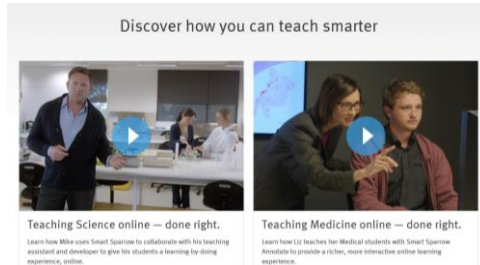 Discover how you can teach smarter
Teaching Science online — done right.
Learn how Mike uses Smart Sparrow to collaborate with his teaching
assistant and developer to give his students a learning-by-doing
experience, online.
Teaching Medicine online — done right.
Learn how Liz teaches her Medical students with Smart Sparrow
Annotate to provide a richer, more interactive online learning
experience.